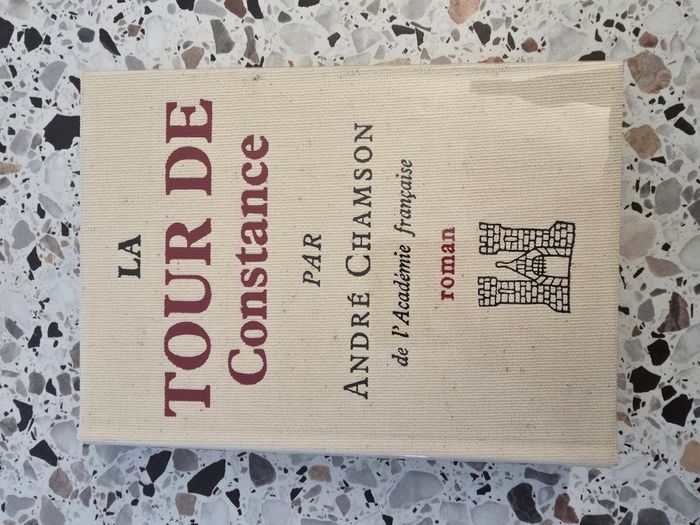 LA
TOUR DE
Constance
PAR
ANDRÉ CHAMSON
de l'Académie française
roman